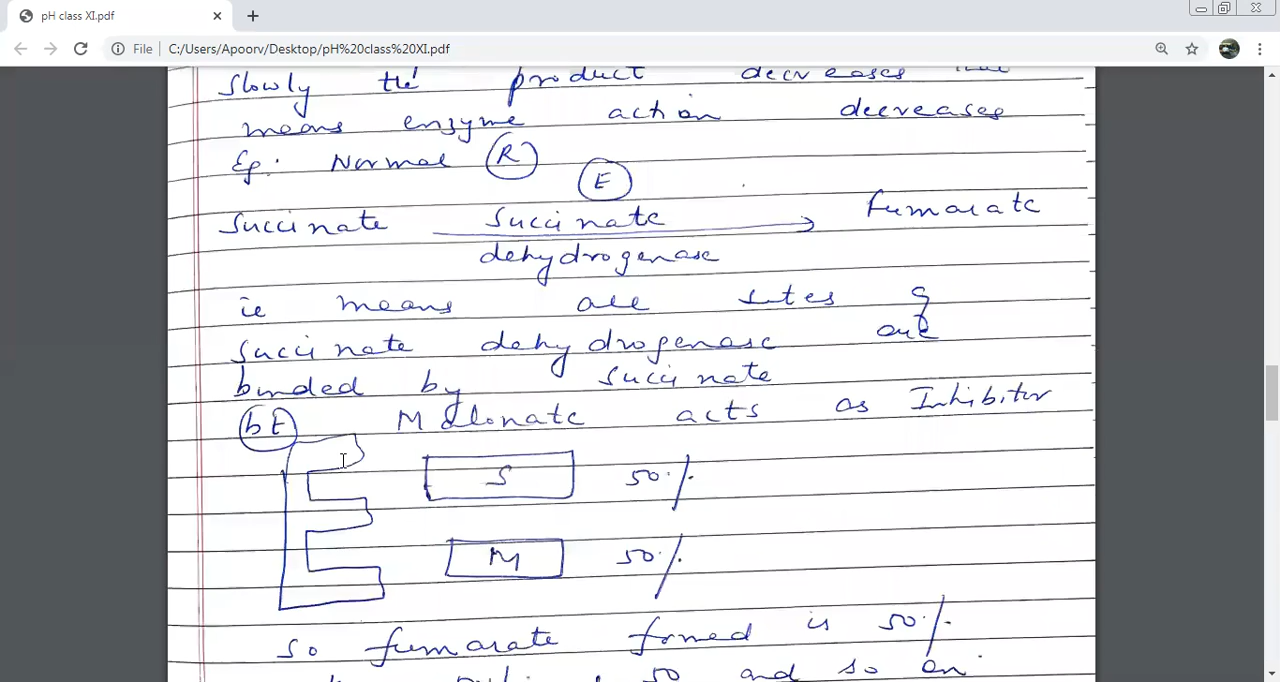 pH class XI.pdf
File C:/Users/Apoorv/Desktop/pH%20class%20XI.pdf
slowly the product decreases
means enzyme action decreases
Eg: Normal (R)
(E)
Succinate Succinate Fumarate
dehydrogenase
ie means all sites of
Succinate dehydrogenase are
binded by Succinate
bE Malonate acts as Inhibitor
S 50%
M 50%
So fumarate formed is 50%
50 and so on